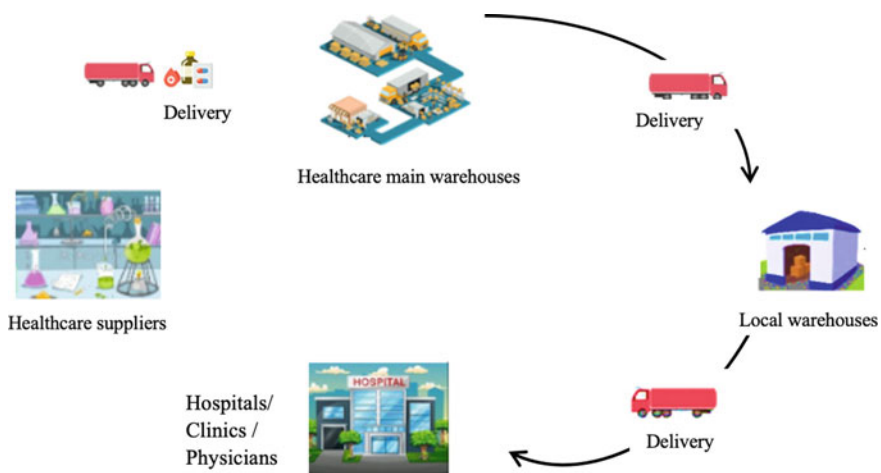 Delivery
Healthcare main warehouses
Delivery
Healthcare suppliers
Local warehouses
HOSPITAL
Hospitals/
Clinics /
Physicians
Delivery